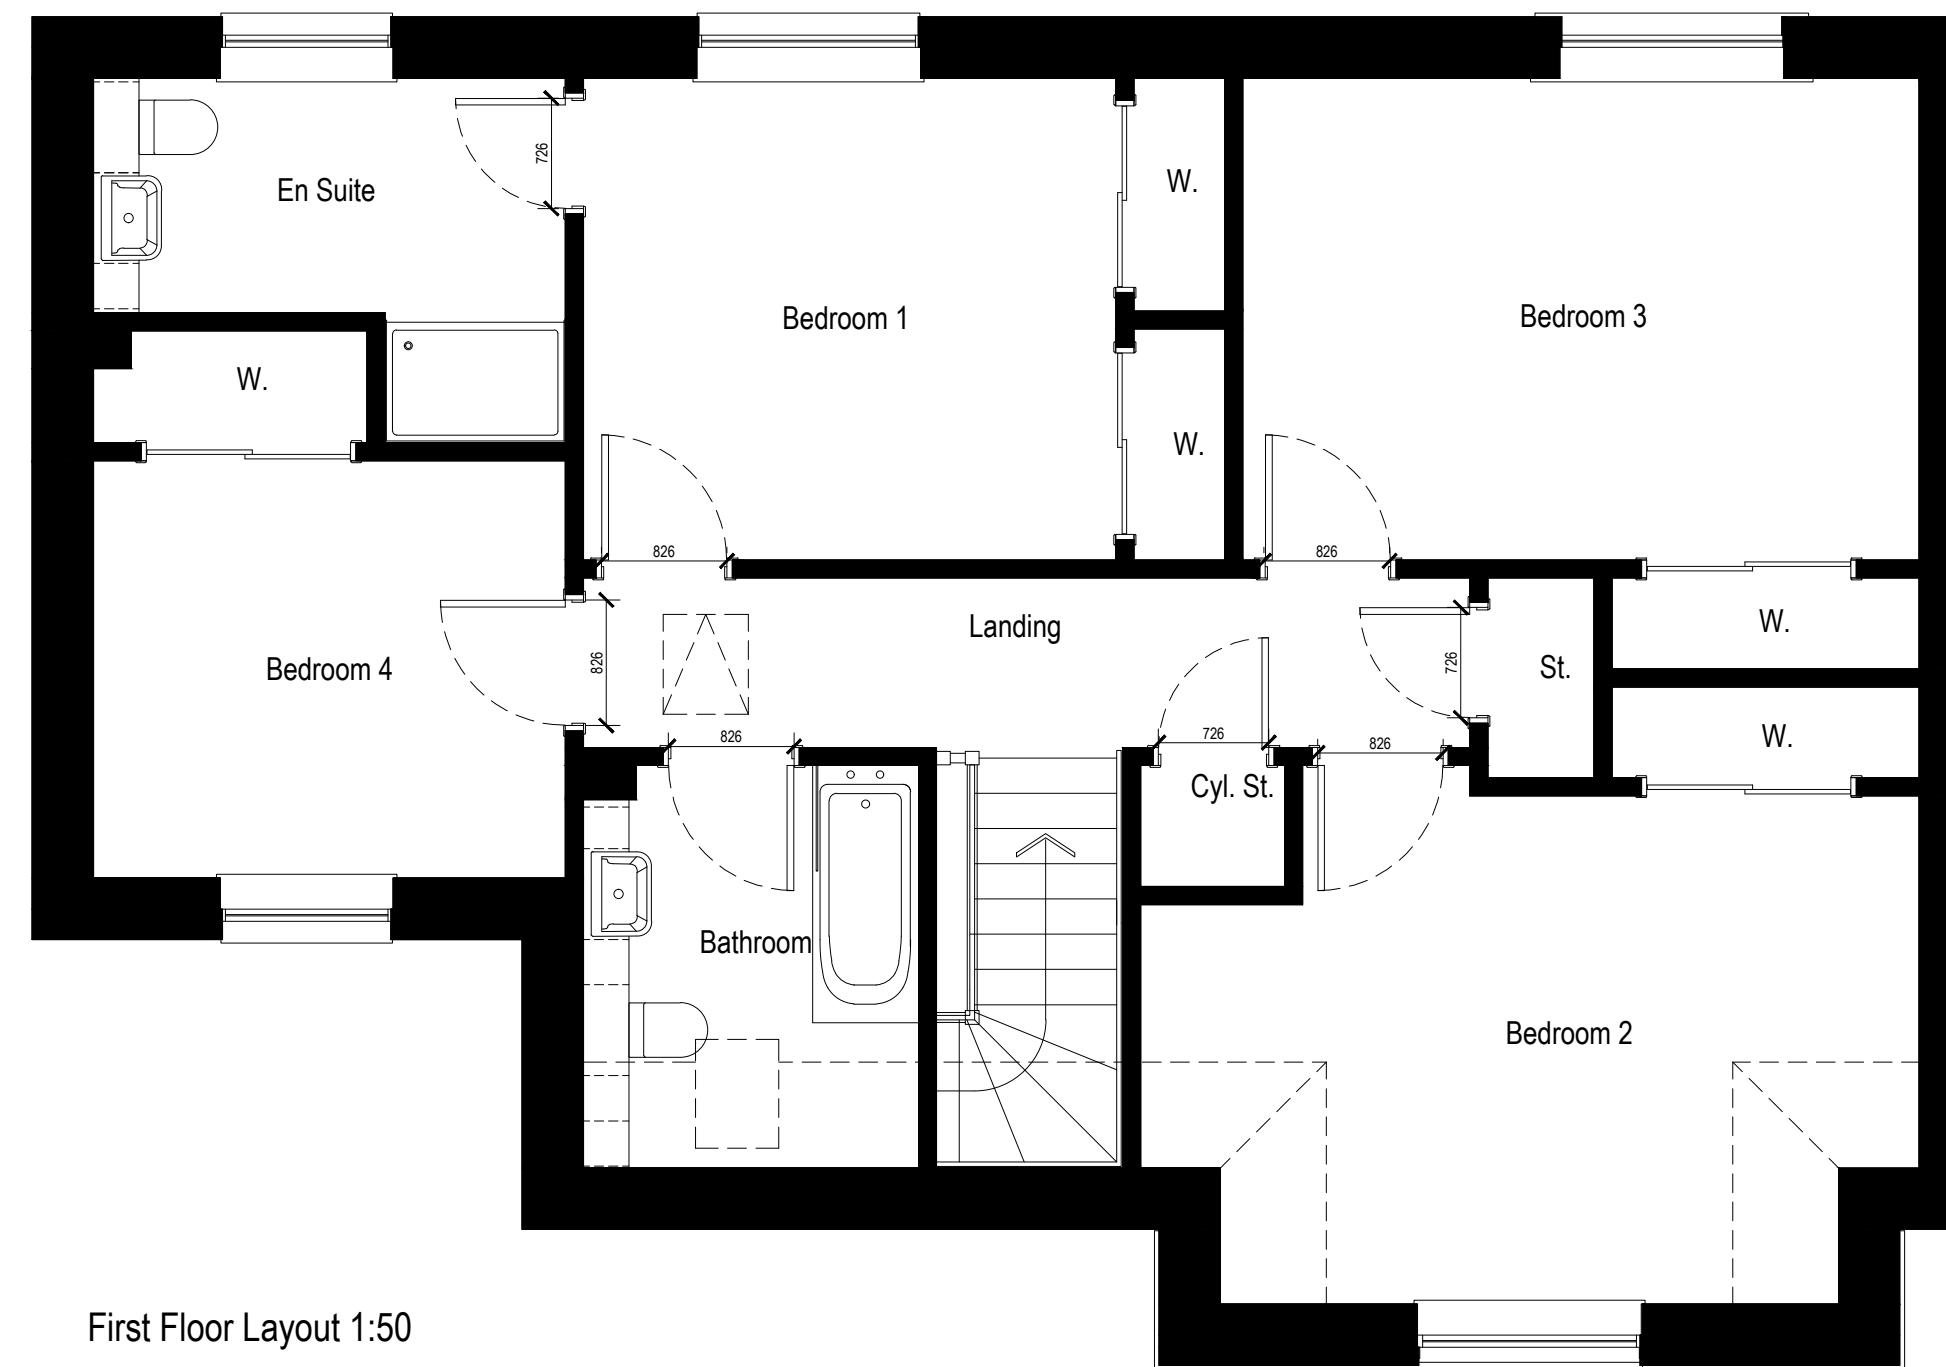 En Suite
726
W.
Bedroom 1
Bedroom 3
W.
W.
826
826
Landing
W.
Bedroom 4
826
726
St.
826
726
826
W.
Cyl. St.
Bathroom
Bedroom 2
First Floor Layout 1:50